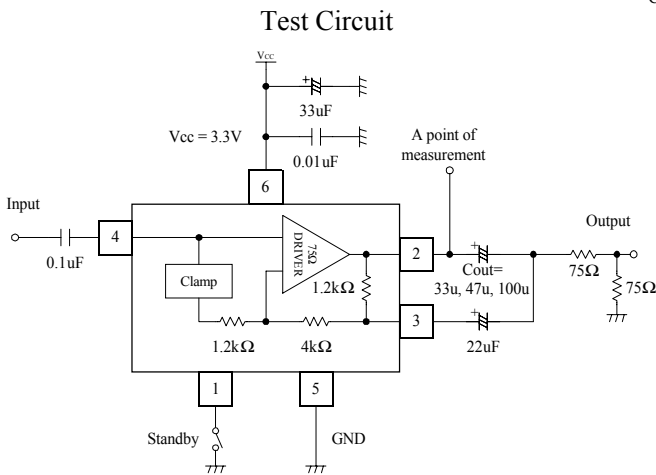 Test Circuit
Vcc
+
33uF
Vcc = 3.3V
0.01uF
A point of
measurement
6
Input
Output
4
0.1uF
75Ω
DRIVER
2
+
Cout=
33u, 47u, 100u
75Ω
75Ω
Clamp
1.2kΩ
3
+
1.2kΩ
4kΩ
22uF
1
5
Standby
GND